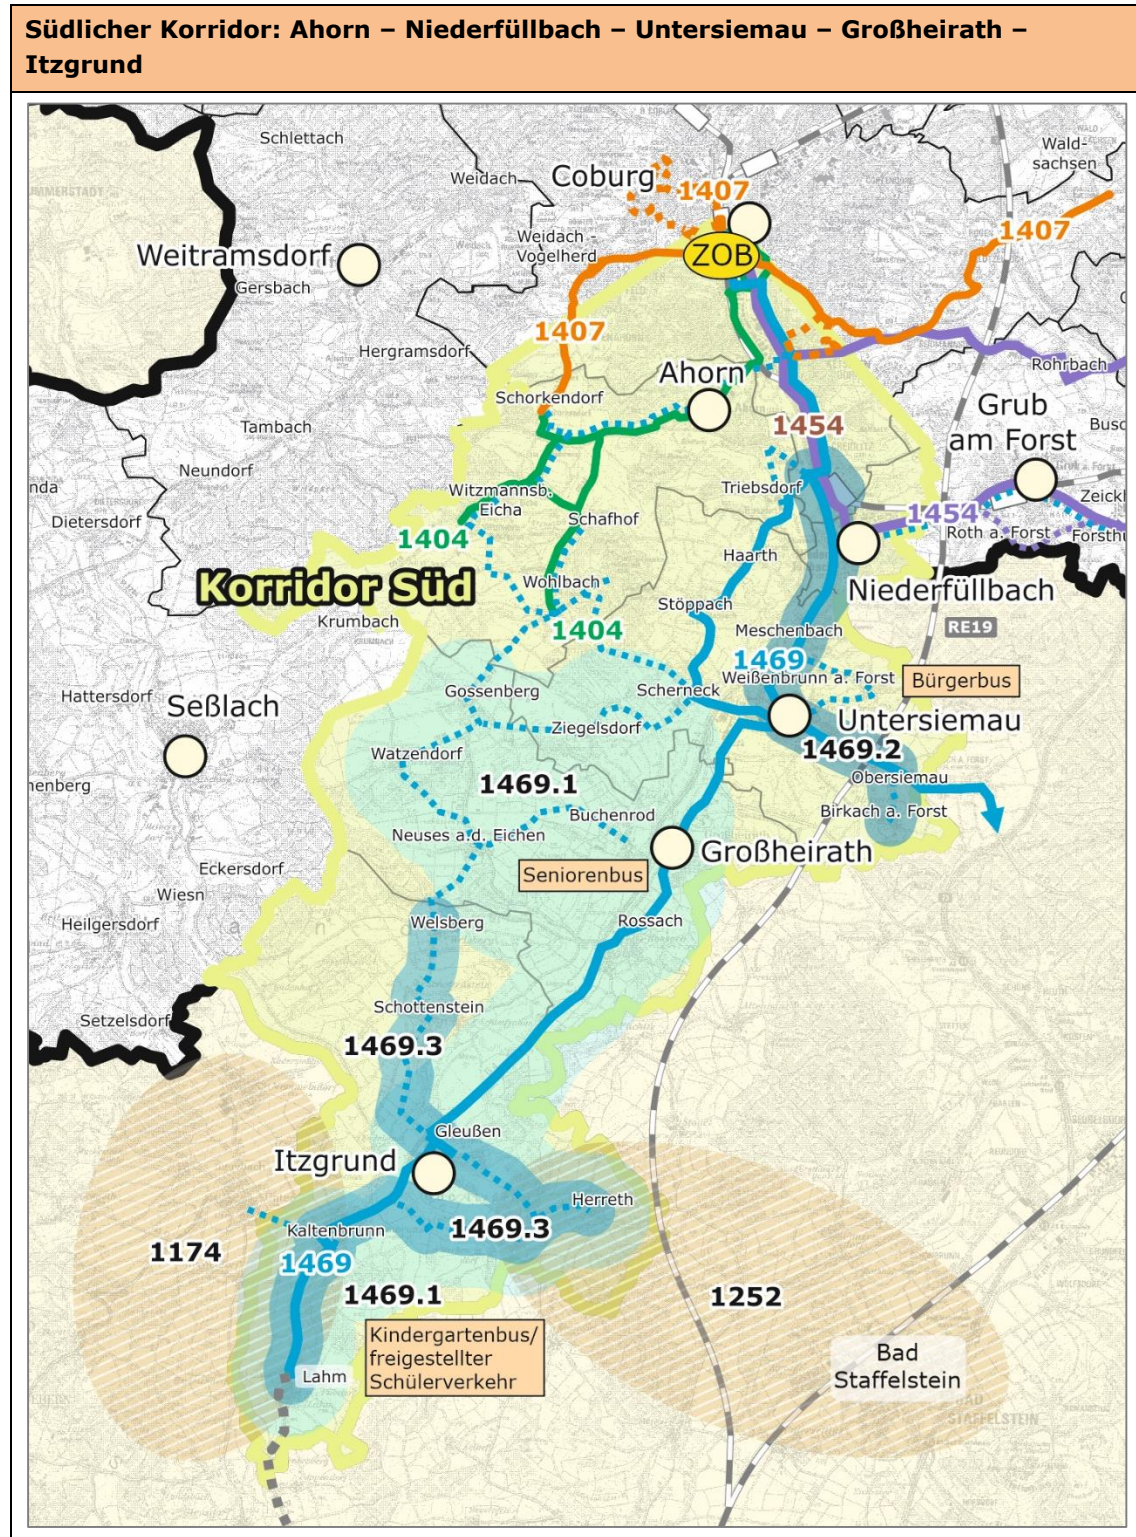 Südlicher Korridor: Ahorn – Niederfüllbach – Untersiemau – Großheirath –
Itzgrund
Schlettach
Wald-
sachsen
Weidach
Coburg
1407
Weidach -
Vogelherd
1407
Weitramsdorf
ZOB
Gersbach
1407
Hergramsdorf
Rohrbach
Ahorn
Schorkendorf
Grub
am Forst
Tambach
1454
Neundorf
Triebsdorf
Witzmannsb.
Eicha
Dietersdorf
Schafhof
1454
Roth a. Forst
1404
Haarth
Korridor Süd
Wohlbach
Niederfüllbach
Stöppach
Krumbach
1404
Meschenbach
RE19
1469
Weißenbrunn a. Forst
Bürgerbus
Hattersdorf
Gossenberg
Scherneck
Seßlach
Untersiemau
Ziegelsdorf
Watzendorf
1469.2
1469.1
Obersiemau
Buchenrod
Birkach a. Forst
Neuses a.d. Eichen
Großheirath
Eckersdorf
Seniorenbus
Wiesn
Heilgersdorf
Welsberg
Rossach
Schottenstein
Setzelsdorf
1469.3
Gleußen
Itzgrund
Herreth
Kaltenbrunn
1469.3
1174
1469
1469.1
1252
Kindergartenbus/
freigestellter
Schülerverkehr
Bad
Staffelstein
Lahm